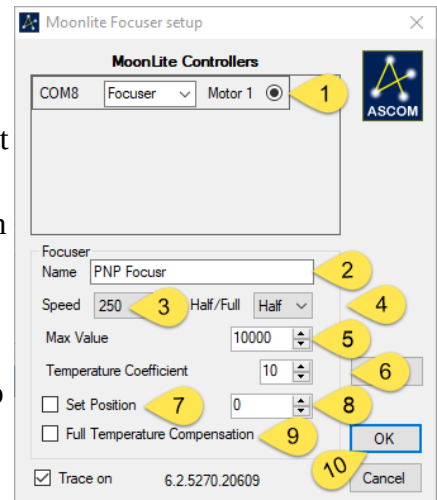 Moonlite Focuser setup
MoonLite Controllers
COM8 Focuser Motor 1 1
ASCOM
t
n
Focuser
Name PNP Focusr 2
Speed 250 3 Half/Full Half 4
Max Value 10000 5
Temperature Coefficient 10 6
Set Position 7 0 8
Full Temperature Compensation 9
OK
10
Trace on 6.2.5270.20609 Cancel